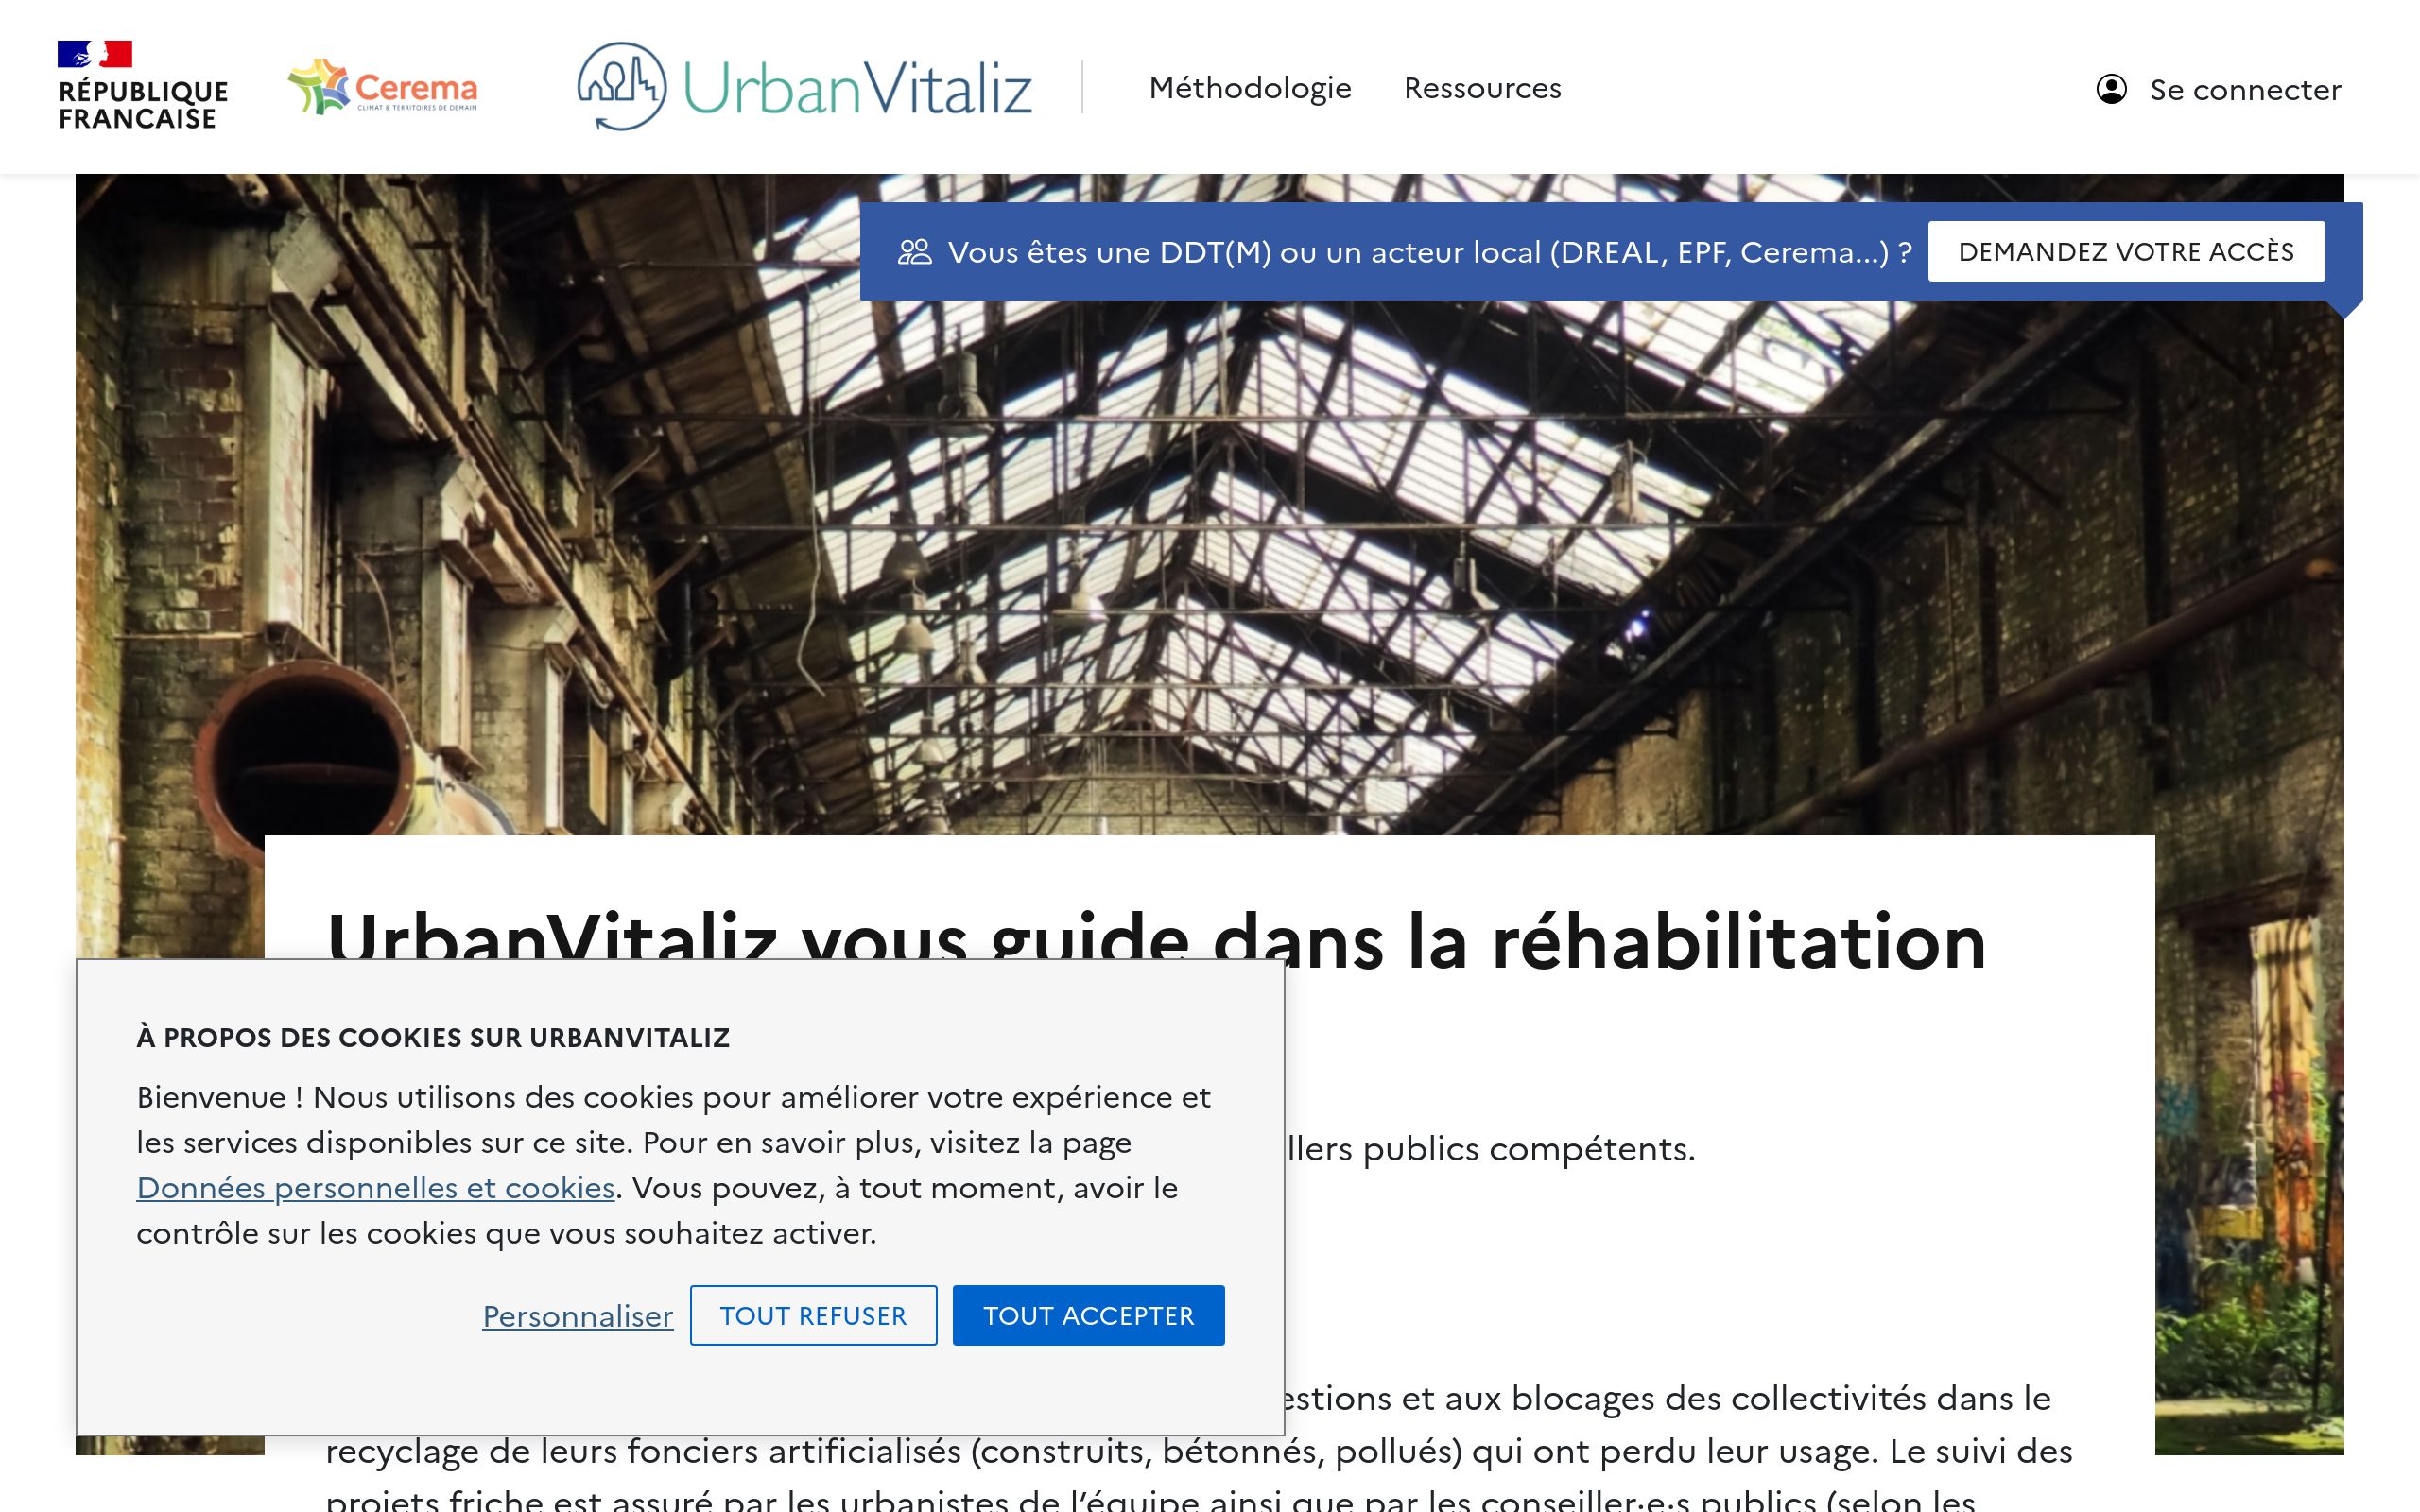 RÉPUBLIQUE
FRANCAISE
Cerema
CLIMAT & TERRITOIRES DE DEMAIN
UrbanVitaliz
Méthodologie
Ressources
Se connecter
Vous êtes une DDT(M) ou un acteur local (DREAL, EPF, Cerema...) ?
DEMANDEZ VOTRE ACCÈS
UrbanVitaliz vous guide dans la réhabilitation
llers publics compétents.
À PROPOS DES COOKIES SUR URBANVITALIZ
Bienvenue ! Nous utilisons des cookies pour améliorer votre expérience et
les services disponibles sur ce site. Pour en savoir plus, visitez la page
Données personnelles et cookies. Vous pouvez, à tout moment, avoir le
contrôle sur les cookies que vous souhaitez activer.
Personnaliser
TOUT REFUSER
TOUT ACCEPTER
estions et aux blocages des collectivités dans le
recyclage de leurs fonciers artificialisés (construits, bétonnés, pollués) qui ont perdu leur usage. Le suivi des
projets friche est assuré par les urbanistes de l’équipe ainsi que par les conseiller·e·s publics (selon les